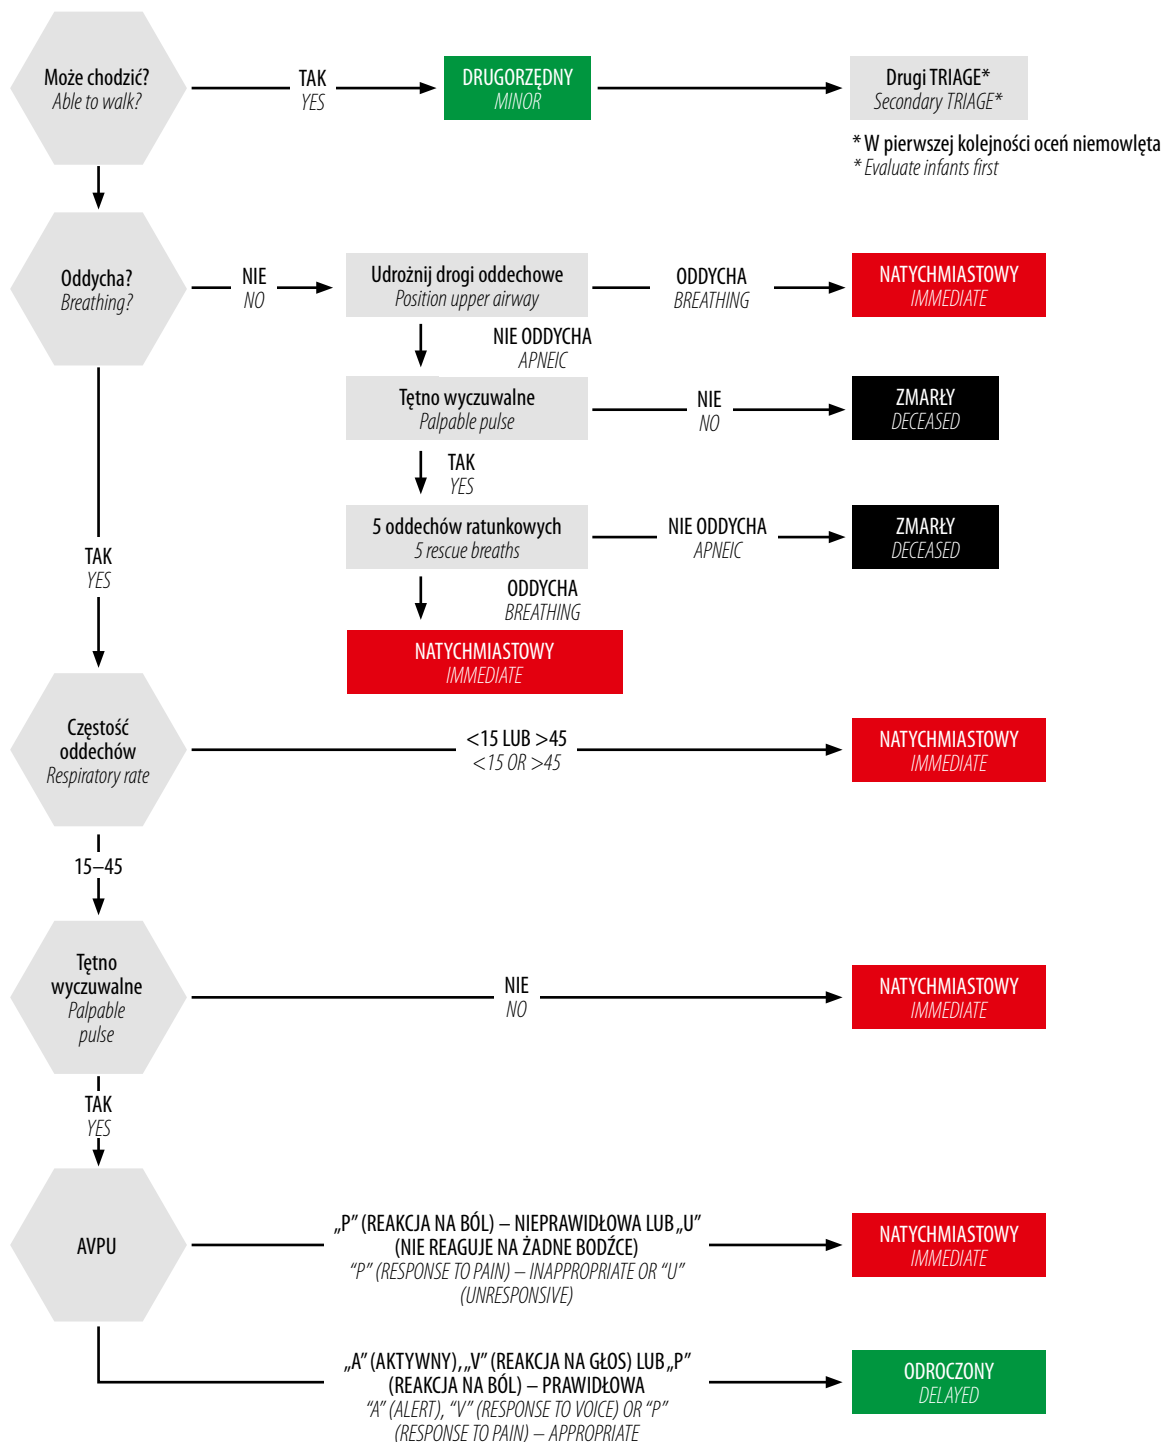 Może chodzić?
Able to walk?
TAK
YES
DRUGORZĘDNY
MINOR
Drugi TRIAGE*
Secondary TRIAGE*
* W pierwszej kolejności oceń niemowlęta
* Evaluate infants first
Oddycha?
Breathing?
NIE
NO
Udrożnij drogi oddechowe
Position upper airway
ODDYCHA
BREATHING
NATYCHMIASTOWY
IMMEDIATE
NIE ODDYCHA
APNEIC
Tętno wyczuwalne
Palpable pulse
NIE
NO
ZMARŁY
DECEASED
TAK
YES
5 oddechów ratunkowych
5 rescue breaths
NIE ODDYCHA
APNEIC
ZMARŁY
DECEASED
TAK
YES
ODDYCHA
BREATHING
NATYCHMIASTOWY
IMMEDIATE
Częstość
oddechów
Respiratory rate
<15 LUB >45
<15 OR >45
NATYCHMIASTOWY
IMMEDIATE
15–45
Tętno
wyczuwalne
Palpable
pulse
NIE
NO
NATYCHMIASTOWY
IMMEDIATE
TAK
YES
AVPU
„P” (REAKCJA NA BÓL) – NIEPRAWIDŁOWA LUB „U”
(NIE REAGUJE NA ŻADNE BODŹCE)
“P” (RESPONSE TO PAIN) – INAPPROPRIATE OR “U”
(UNRESPONSIVE)
NATYCHMIASTOWY
IMMEDIATE
„A” (AKTYWNY), „V” (REAKCJA NA GŁOS) LUB „P”
(REAKCJA NA BÓL) – PRAWIDŁOWA
“A” (ALERT), “V” (RESPONSE TO VOICE) OR “P”
(RESPONSE TO PAIN) – APPROPRIATE
ODROCZONY
DELAYED